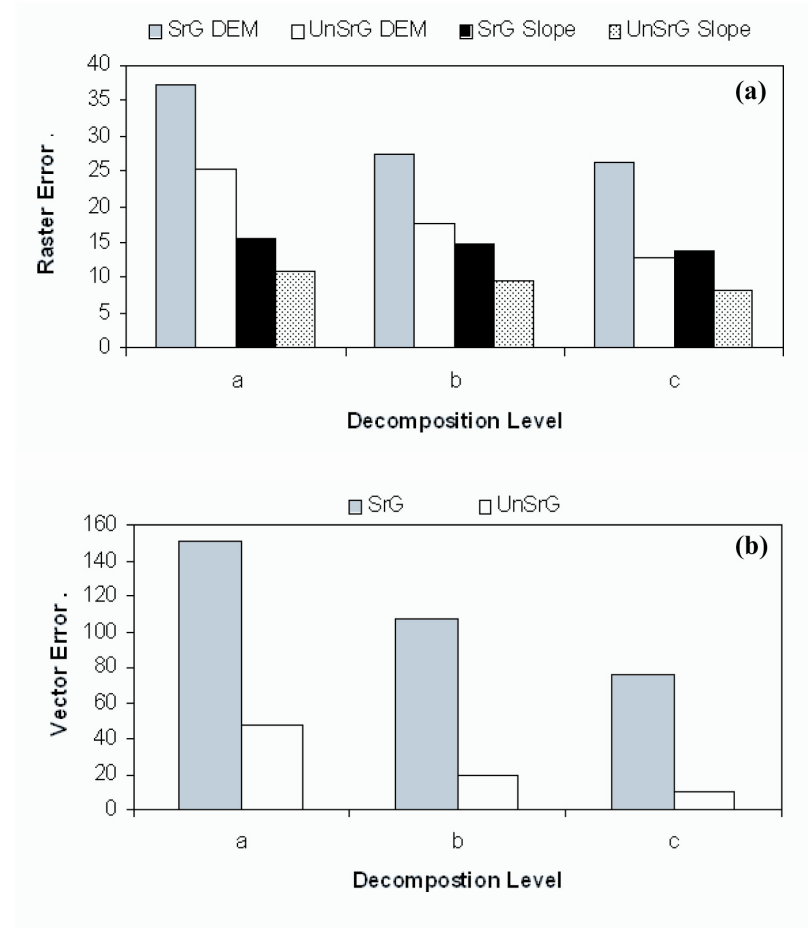 SrG DEM UnSrG DEM SrG Slope UnSrG Slope
(a)
Raster Error .
40
35
30
25
20
15
10
5
0
a b c
Decomposition Level
SrG UnSrG
(b)
Vector Error .
160
140
120
100
80
60
40
20
0
a b c
Decompostion Level